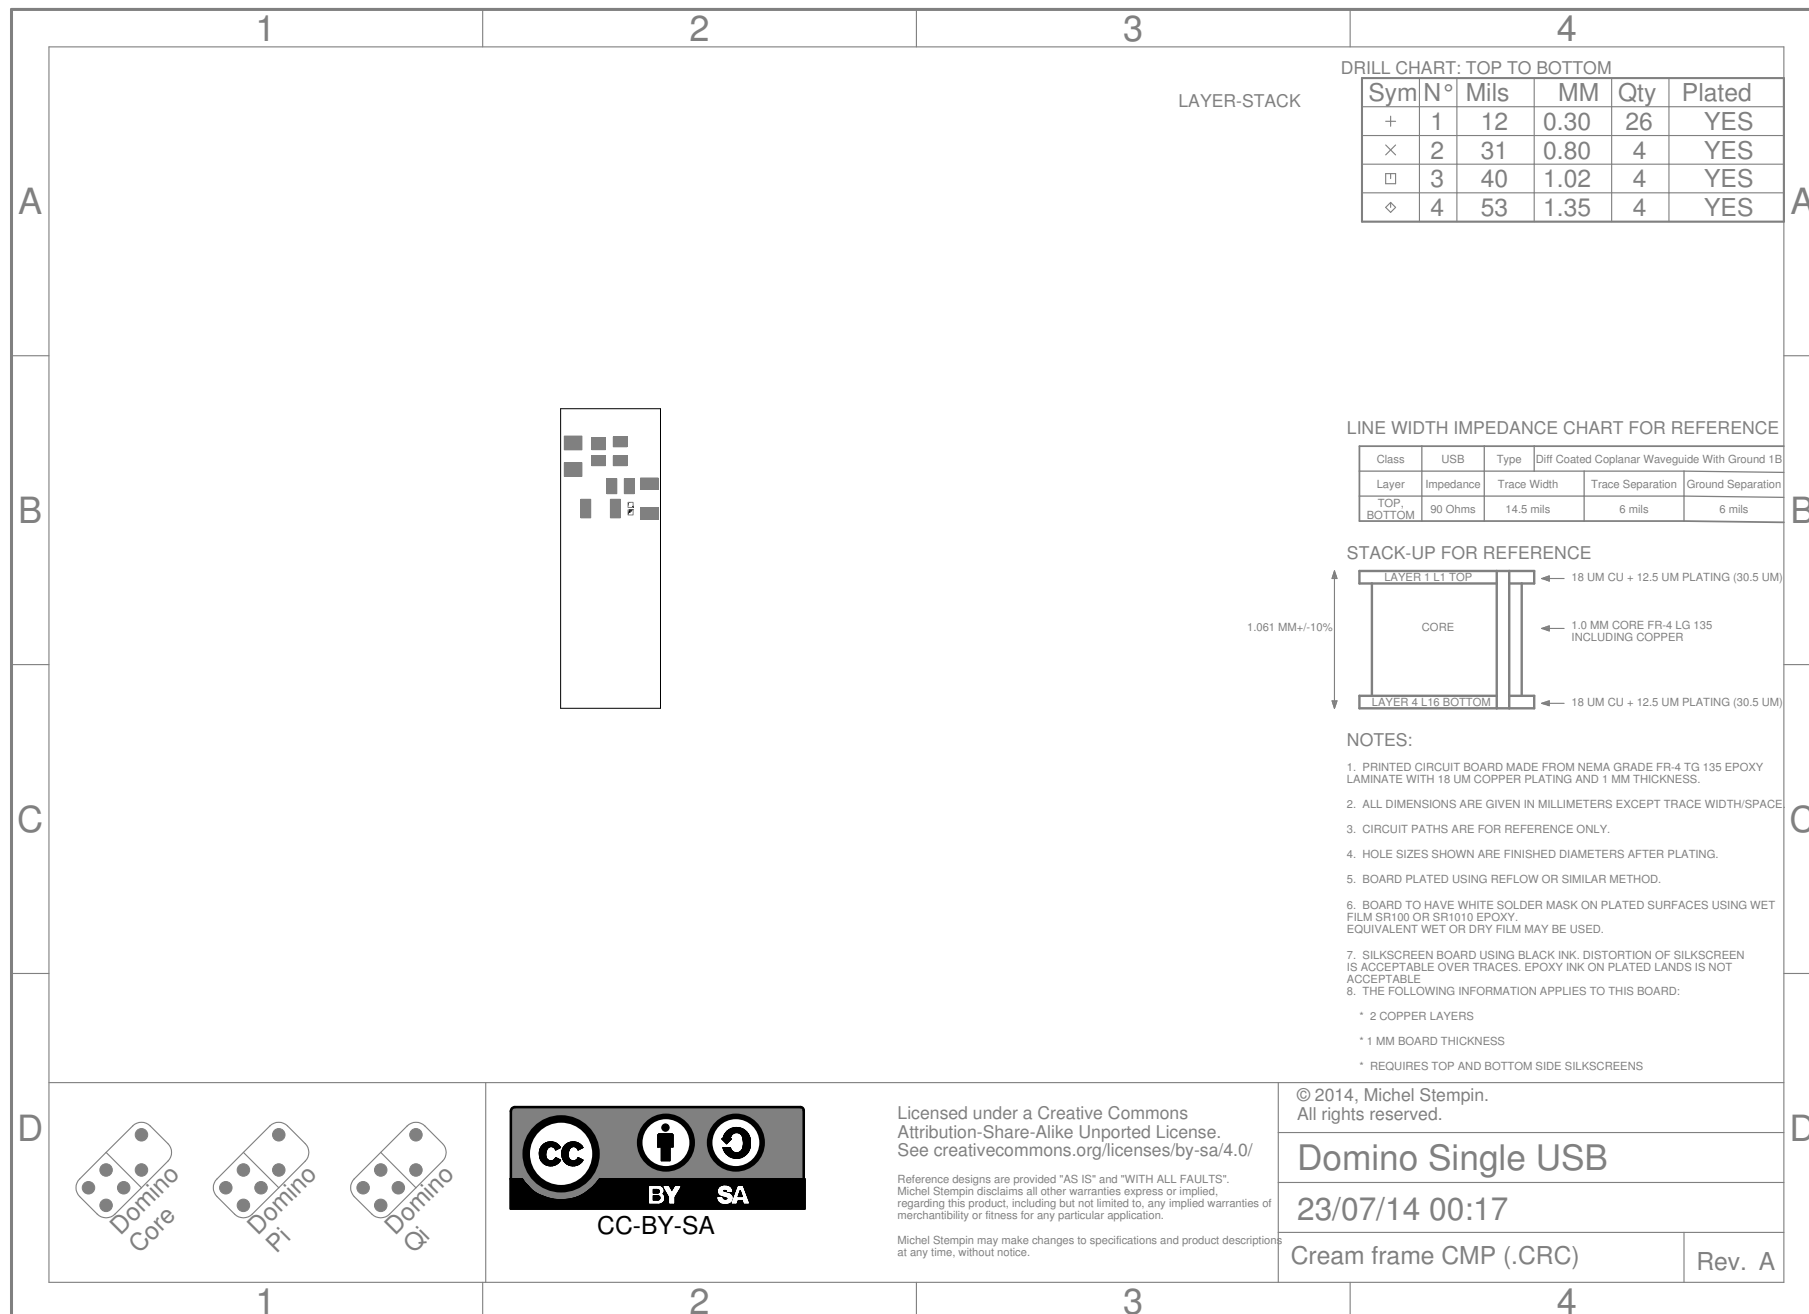 1 2 3 4
DRILL CHART: TOP TO BOTTOM
LAYER-STACK
Sym N° Mils MM Qty Plated
+ 1 12 0.30 26 YES
× 2 31 0.80 4 YES
3 40 1.02 4 YES
4 53 1.35 4 YES
A A
LINE WIDTH IMPEDANCE CHART FOR REFERENCE
Class USB Type Diff Coated Coplanar Waveguide With Ground 1B
Layer Impedance Trace Width Trace Separation Ground Separation
TOP, BOTTOM 90 Ohms 14.5 mils 6 mils 6 mils
B B
STACK-UP FOR REFERENCE
LAYER 1 L1 TOP 18 UM CU + 12.5 UM PLATING (30.5 UM)
1.061 MM+/-10% CORE 1.0 MM CORE FR-4 LG 135
INCLUDING COPPER
LAYER 4 L16 BOTTOM 18 UM CU + 12.5 UM PLATING (30.5 UM)
NOTES:
1. PRINTED CIRCUIT BOARD MADE FROM NEMA GRADE FR-4 TG 135 EPOXY
LAMINATE WITH 18 UM COPPER PLATING AND 1 MM THICKNESS.
2. ALL DIMENSIONS ARE GIVEN IN MILLIMETERS EXCEPT TRACE WIDTH/SPACE.
C C
3. CIRCUIT PATHS ARE FOR REFERENCE ONLY.
4. HOLE SIZES SHOWN ARE FINISHED DIAMETERS AFTER PLATING.
5. BOARD PLATED USING REFLOW OR SIMILAR METHOD.
6. BOARD TO HAVE WHITE SOLDER MASK ON PLATED SURFACES USING WET
FILM SR100 OR SR1010 EPOXY.
EQUIVALENT WET OR DRY FILM MAY BE USED.
7. SILKSCREEN BOARD USING BLACK INK. DISTORTION OF SILKSCREEN
IS ACCEPTABLE OVER TRACES. EPOXY INK ON PLATED LANDS IS NOT
ACCEPTABLE
8. THE FOLLOWING INFORMATION APPLIES TO THIS BOARD:
* 2 COPPER LAYERS
* 1 MM BOARD THICKNESS
* REQUIRES TOP AND BOTTOM SIDE SILKSCREENS
D D
Domino
Core
Domino
Pi
Domino
Qi
cc
BY SA
CC-BY-SA
Licensed under a Creative Commons
Attribution-Share-Alike Unported License.
See creativecommons.org/licenses/by-sa/4.0/
Reference designs are provided "AS IS" and "WITH ALL FAULTS".
Michel Stempin disclaims all other warranties express or implied,
regarding this product, including but not limited to, any implied warranties of
merchantibility or fitness for any particular application.
Michel Stempin may make changes to specifications and product descriptions
at any time, without notice.
© 2014, Michel Stempin.
All rights reserved.
Domino Single USB
23/07/14 00:17
Cream frame CMP (.CRC)
Rev. A
1 2 3 4